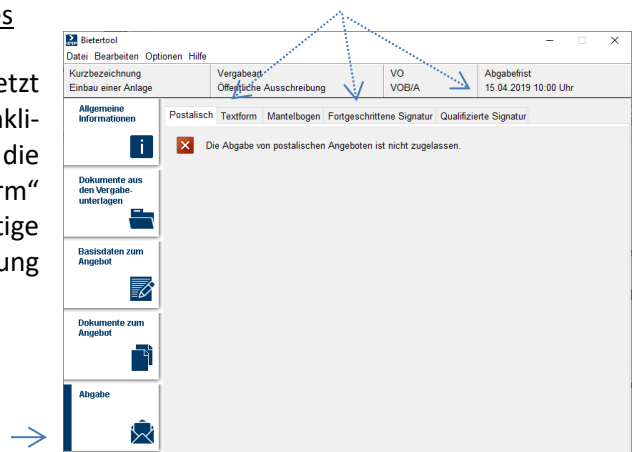 es
etzt
nkli-
die
rm“
tige
ung
Bietertool
Datei Bearbeiten Optionen Hilfe
Kurzbezeichnung Vergabeart VO Abgabefrist
Einbau einer Anlage Öffentliche Ausschreibung VOB/A 15.04.2019 10:00 Uhr
Allgemeine
Informationen
Postalisch Textform Mantelbogen Fortgeschrittene Signatur Qualifizierte Signatur
Die Abgabe von postalischen Angeboten ist nicht zugelassen.
Dokumente aus
den Vergabe-
unterlagen
Basisdaten zum
Angebot
Dokumente zum
Angebot
Abgabe